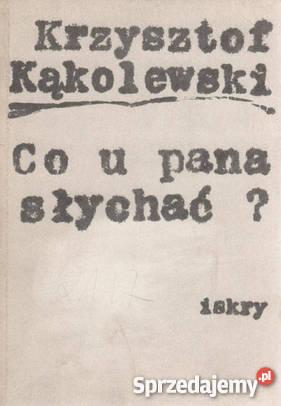 Krzysztof
Kąkolewski
Co u pana
słychać ?
iskry
Sprzedajemy.pl